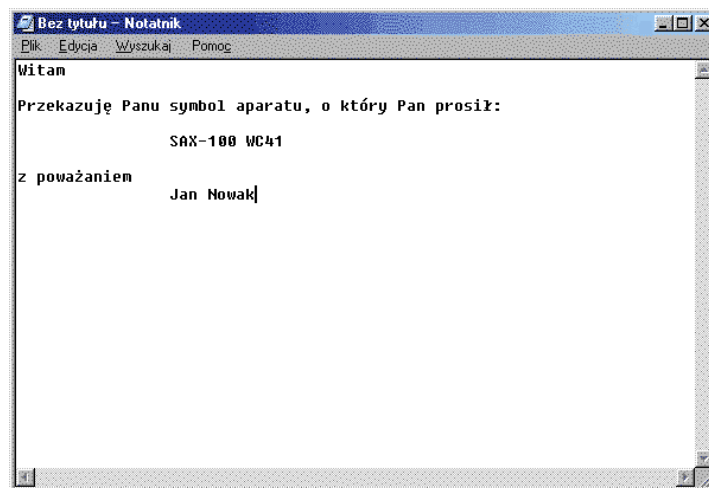 Bez tytułu - Notatnik
Plik Edycja Wyszukaj Pomoc
Witam
Przekazuję Panu symbol aparatu, o który Pan prosił:
SAX-100 WC41
z poważaniem
Jan Nowak